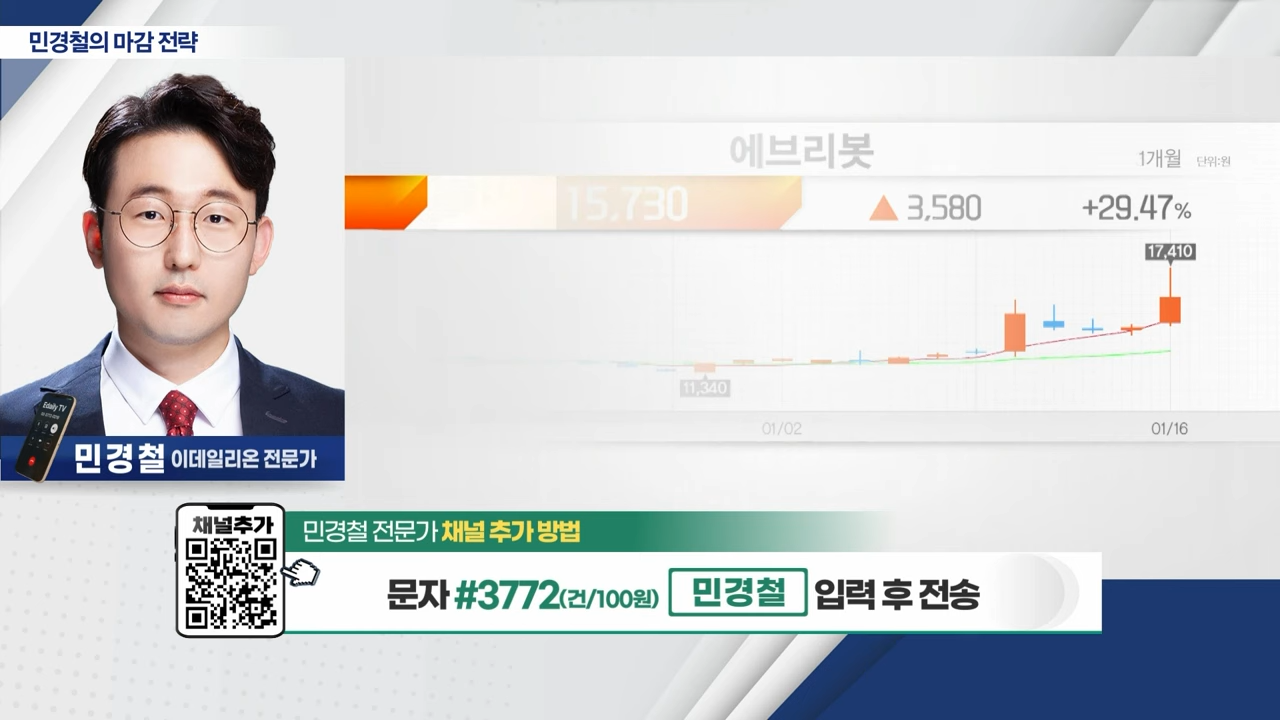 민경철의 마감 전략
에브리봇
1개월 단위:원
15,730 ▲ 3,580 +29.47%
17,410
11,340
01/02 01/16
Edaily TV
민경철 이데일리온 전문가
채널추가
민경철 전문가 채널 추가 방법
문자 #3772(건/100원) 민경철 입력 후 전송